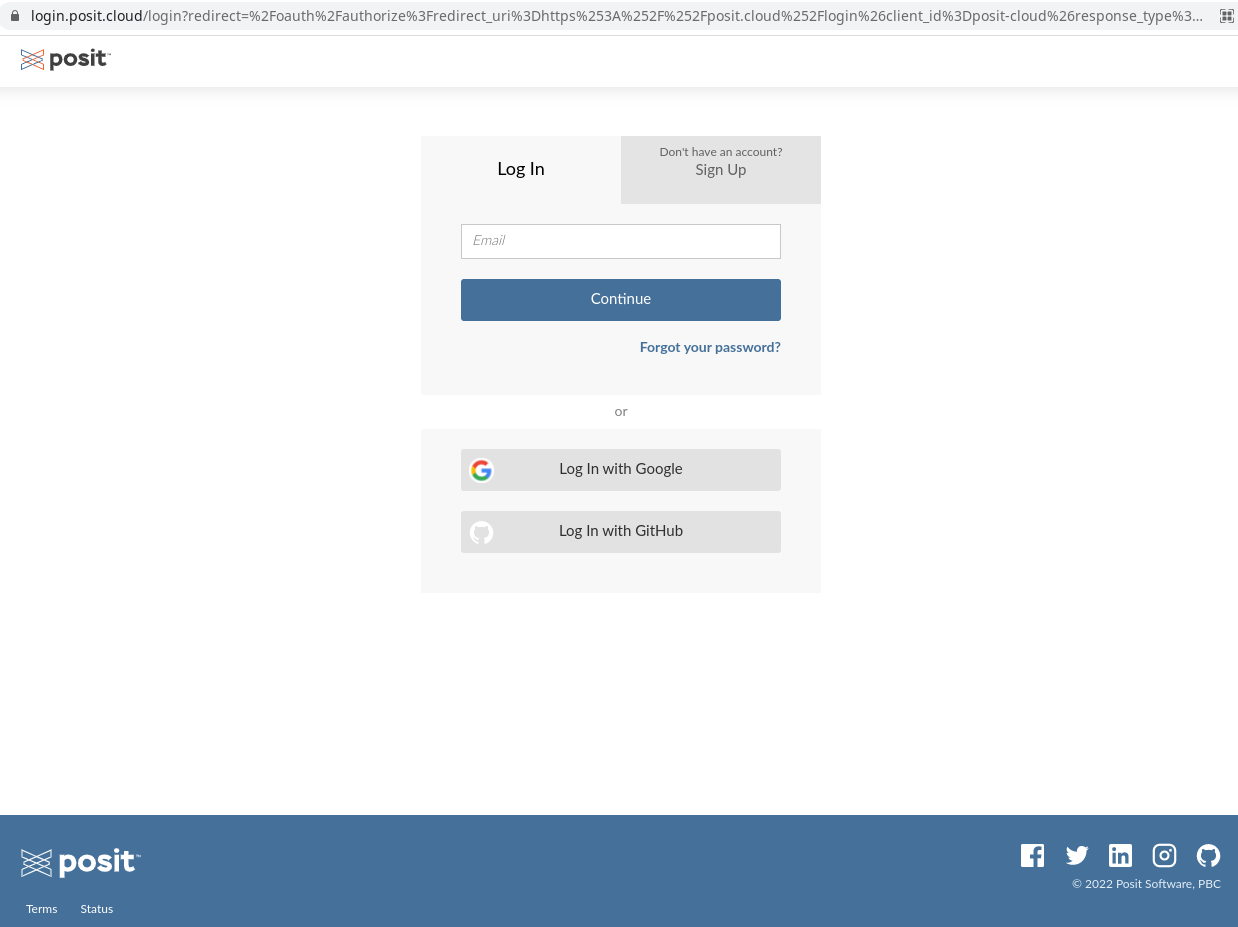 login.posit.cloud/login?redirect=%2Foauth%2Fauthorize%3Fredirect_uri%3Dhttps%253A%252F%252Fposit.cloud%252Flogin%26client_id%3Dposit-cloud%26response_type%3...
posit™
Log In
Don't have an account?
Sign Up
Email
Continue
Forgot your password?
or
Log In with Google
Log In with GitHub
posit™
© 2022 Posit Software, PBC
Terms Status